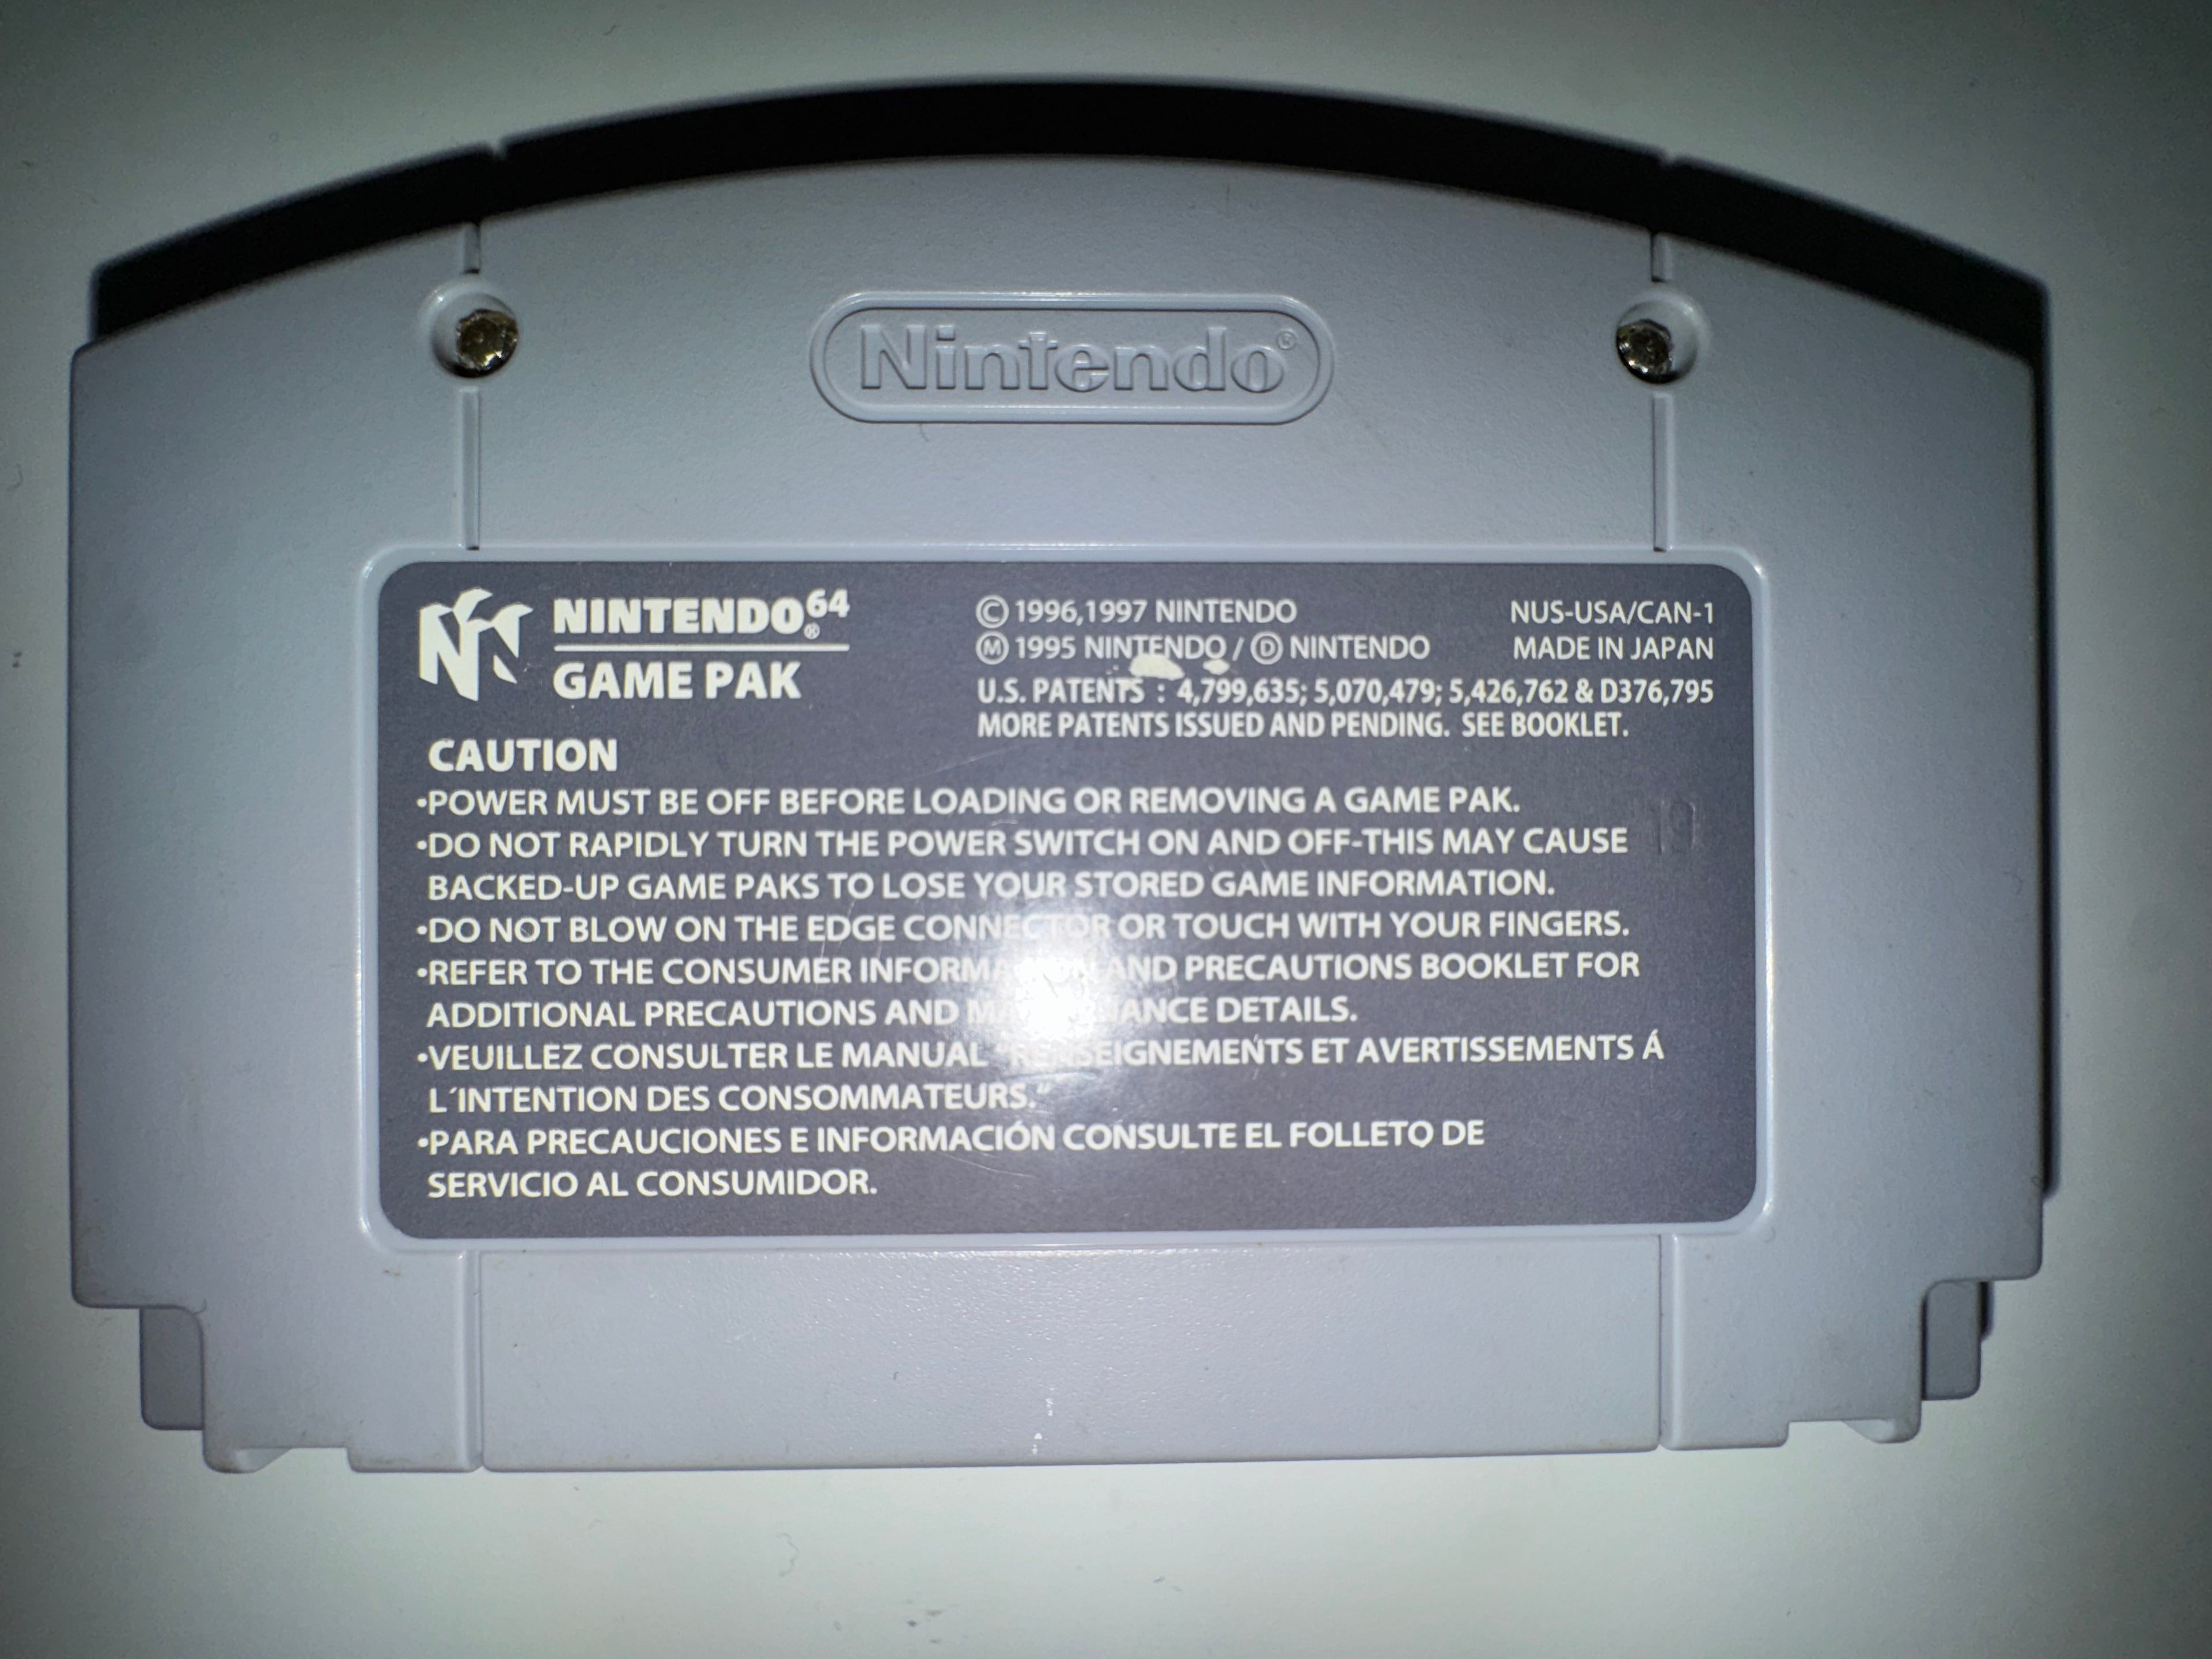 Nintendo®
NINTENDO64®
GAME PAK
© 1996,1997 NINTENDO
Ⓜ 1995 NINTENDO / Ⓓ NINTENDO
NUS-USA/CAN-1
MADE IN JAPAN
U.S. PATENTS : 4,799,635; 5,070,479; 5,426,762 & D376,795
MORE PATENTS ISSUED AND PENDING. SEE BOOKLET.
CAUTION
•POWER MUST BE OFF BEFORE LOADING OR REMOVING A GAME PAK.
•DO NOT RAPIDLY TURN THE POWER SWITCH ON AND OFF-THIS MAY CAUSE
BACKED-UP GAME PAKS TO LOSE YOUR STORED GAME INFORMATION.
•DO NOT BLOW ON THE EDGE CONNECTOR OR TOUCH WITH YOUR FINGERS.
•REFER TO THE CONSUMER INFORMATION AND PRECAUTIONS BOOKLET FOR
ADDITIONAL PRECAUTIONS AND MAINTENANCE DETAILS.
•VEUILLEZ CONSULTER LE MANUAL "RENSEIGNEMENTS ET AVERTISSEMENTS Á
L´INTENTION DES CONSOMMATEURS."
•PARA PRECAUCIONES E INFORMACIÓN CONSULTE EL FOLLETO DE
SERVICIO AL CONSUMIDOR.